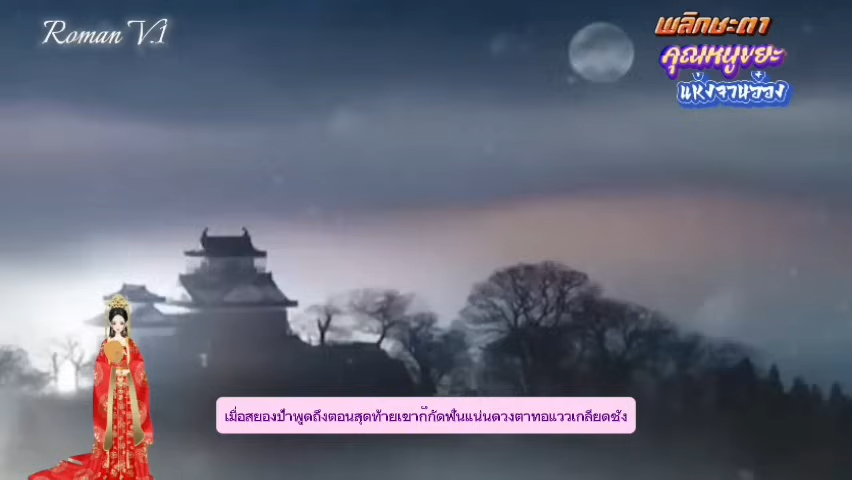 Roman V.1
พลิกชะตา
คุณหนูขยะ
แห่งจวนอ๋อง
เมื่อสยองป้าพูดถึงตอนสุดท้ายเขาก็กัดฟันแน่นดวงตาทอแววเกลียดชัง